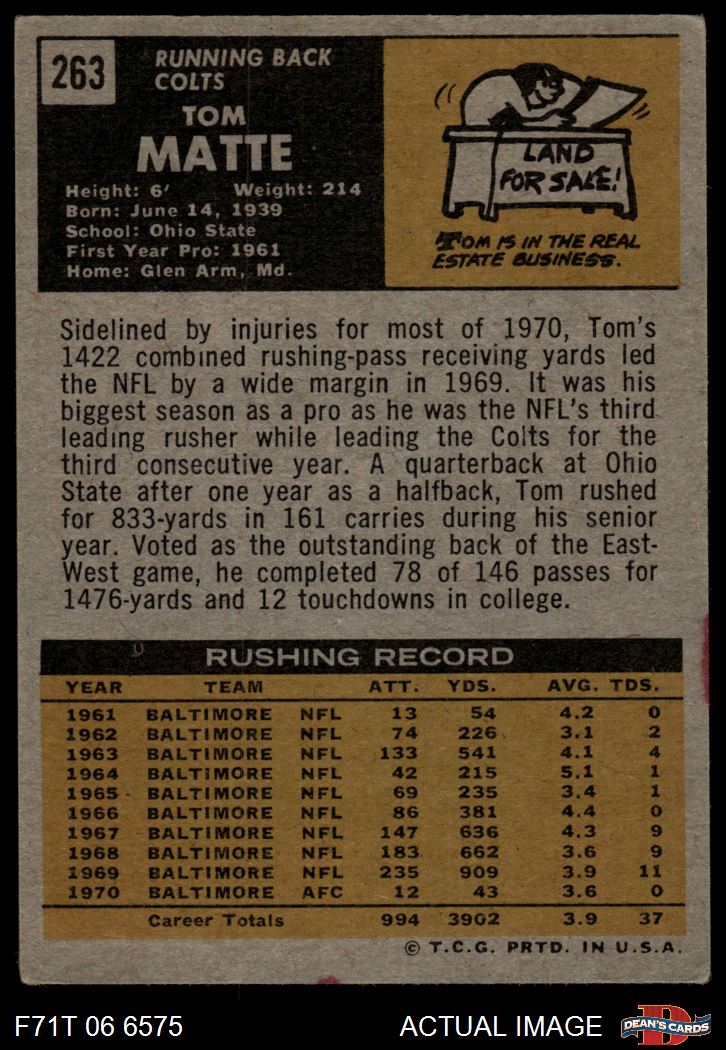 263
RUNNING BACK
COLTS
TOM
MATTE
Height: 6' Weight: 214
Born: June 14, 1939
School: Ohio State
First Year Pro: 1961
Home: Glen Arm, Md.
LAND
FOR SALE!
TOM IS IN THE REAL
ESTATE BUSINESS.
Sidelined by injuries for most of 1970, Tom's
1422 combined rushing-pass receiving yards led
the NFL by a wide margin in 1969. It was his
biggest season as a pro as he was the NFL's third
leading rusher while leading the Colts for the
third consecutive year. A quarterback at Ohio
State after one year as a halfback, Tom rushed
for 833-yards in 161 carries during his senior
year. Voted as the outstanding back of the East-
West game, he completed 78 of 146 passes for
1476-yards and 12 touchdowns in college.
RUSHING RECORD
YEAR TEAM ATT. YDS. AVG. TDS.
1961 BALTIMORE NFL 13 54 4.2 0
1962 BALTIMORE NFL 74 226 3.1 2
1963 BALTIMORE NFL 133 541 4.1 4
1964 BALTIMORE NFL 42 215 5.1 1
1965 BALTIMORE NFL 69 235 3.4 1
1966 BALTIMORE NFL 86 381 4.4 0
1967 BALTIMORE NFL 147 636 4.3 9
1968 BALTIMORE NFL 183 662 3.6 9
1969 BALTIMORE NFL 235 909 3.9 11
1970 BALTIMORE AFC 12 43 3.6 0
Career Totals 994 3902 3.9 37
© T.C.G. PRTD. IN U.S.A.
F71T 06 6575 ACTUAL IMAGE
D
DEAN'S CARDS